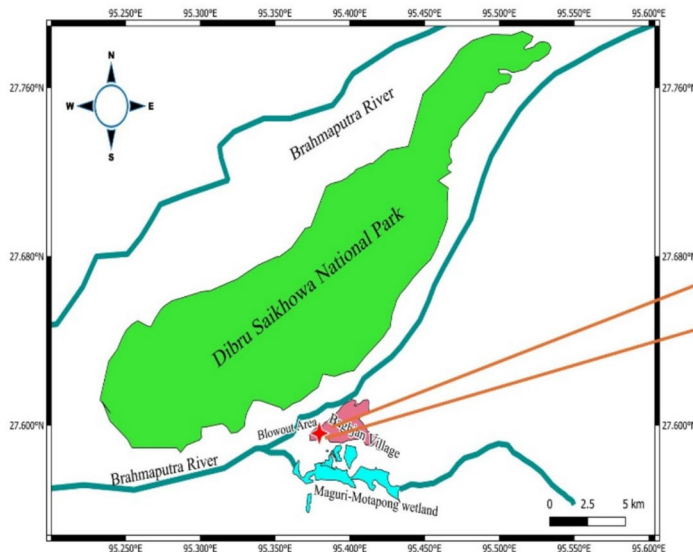 95.250°E 95.300°E 95.350°E 95.400°E 95.450°E 95.500°E 95.550°E 95.600°E
N
W E
S
27.760°N
27.760°N
Brahmaputra River
27.680°N
27.680°N
Dibru Saikhowa National Park
27.600°N
27.600°N
Blowout Area
Village
Brahmaputra River
Maguri-Motapong wetland
0 2.5 5 km
95.250°E 95.300°E 95.350°E 95.400°E 95.450°E 95.500°E 95.550°E 95.600°E